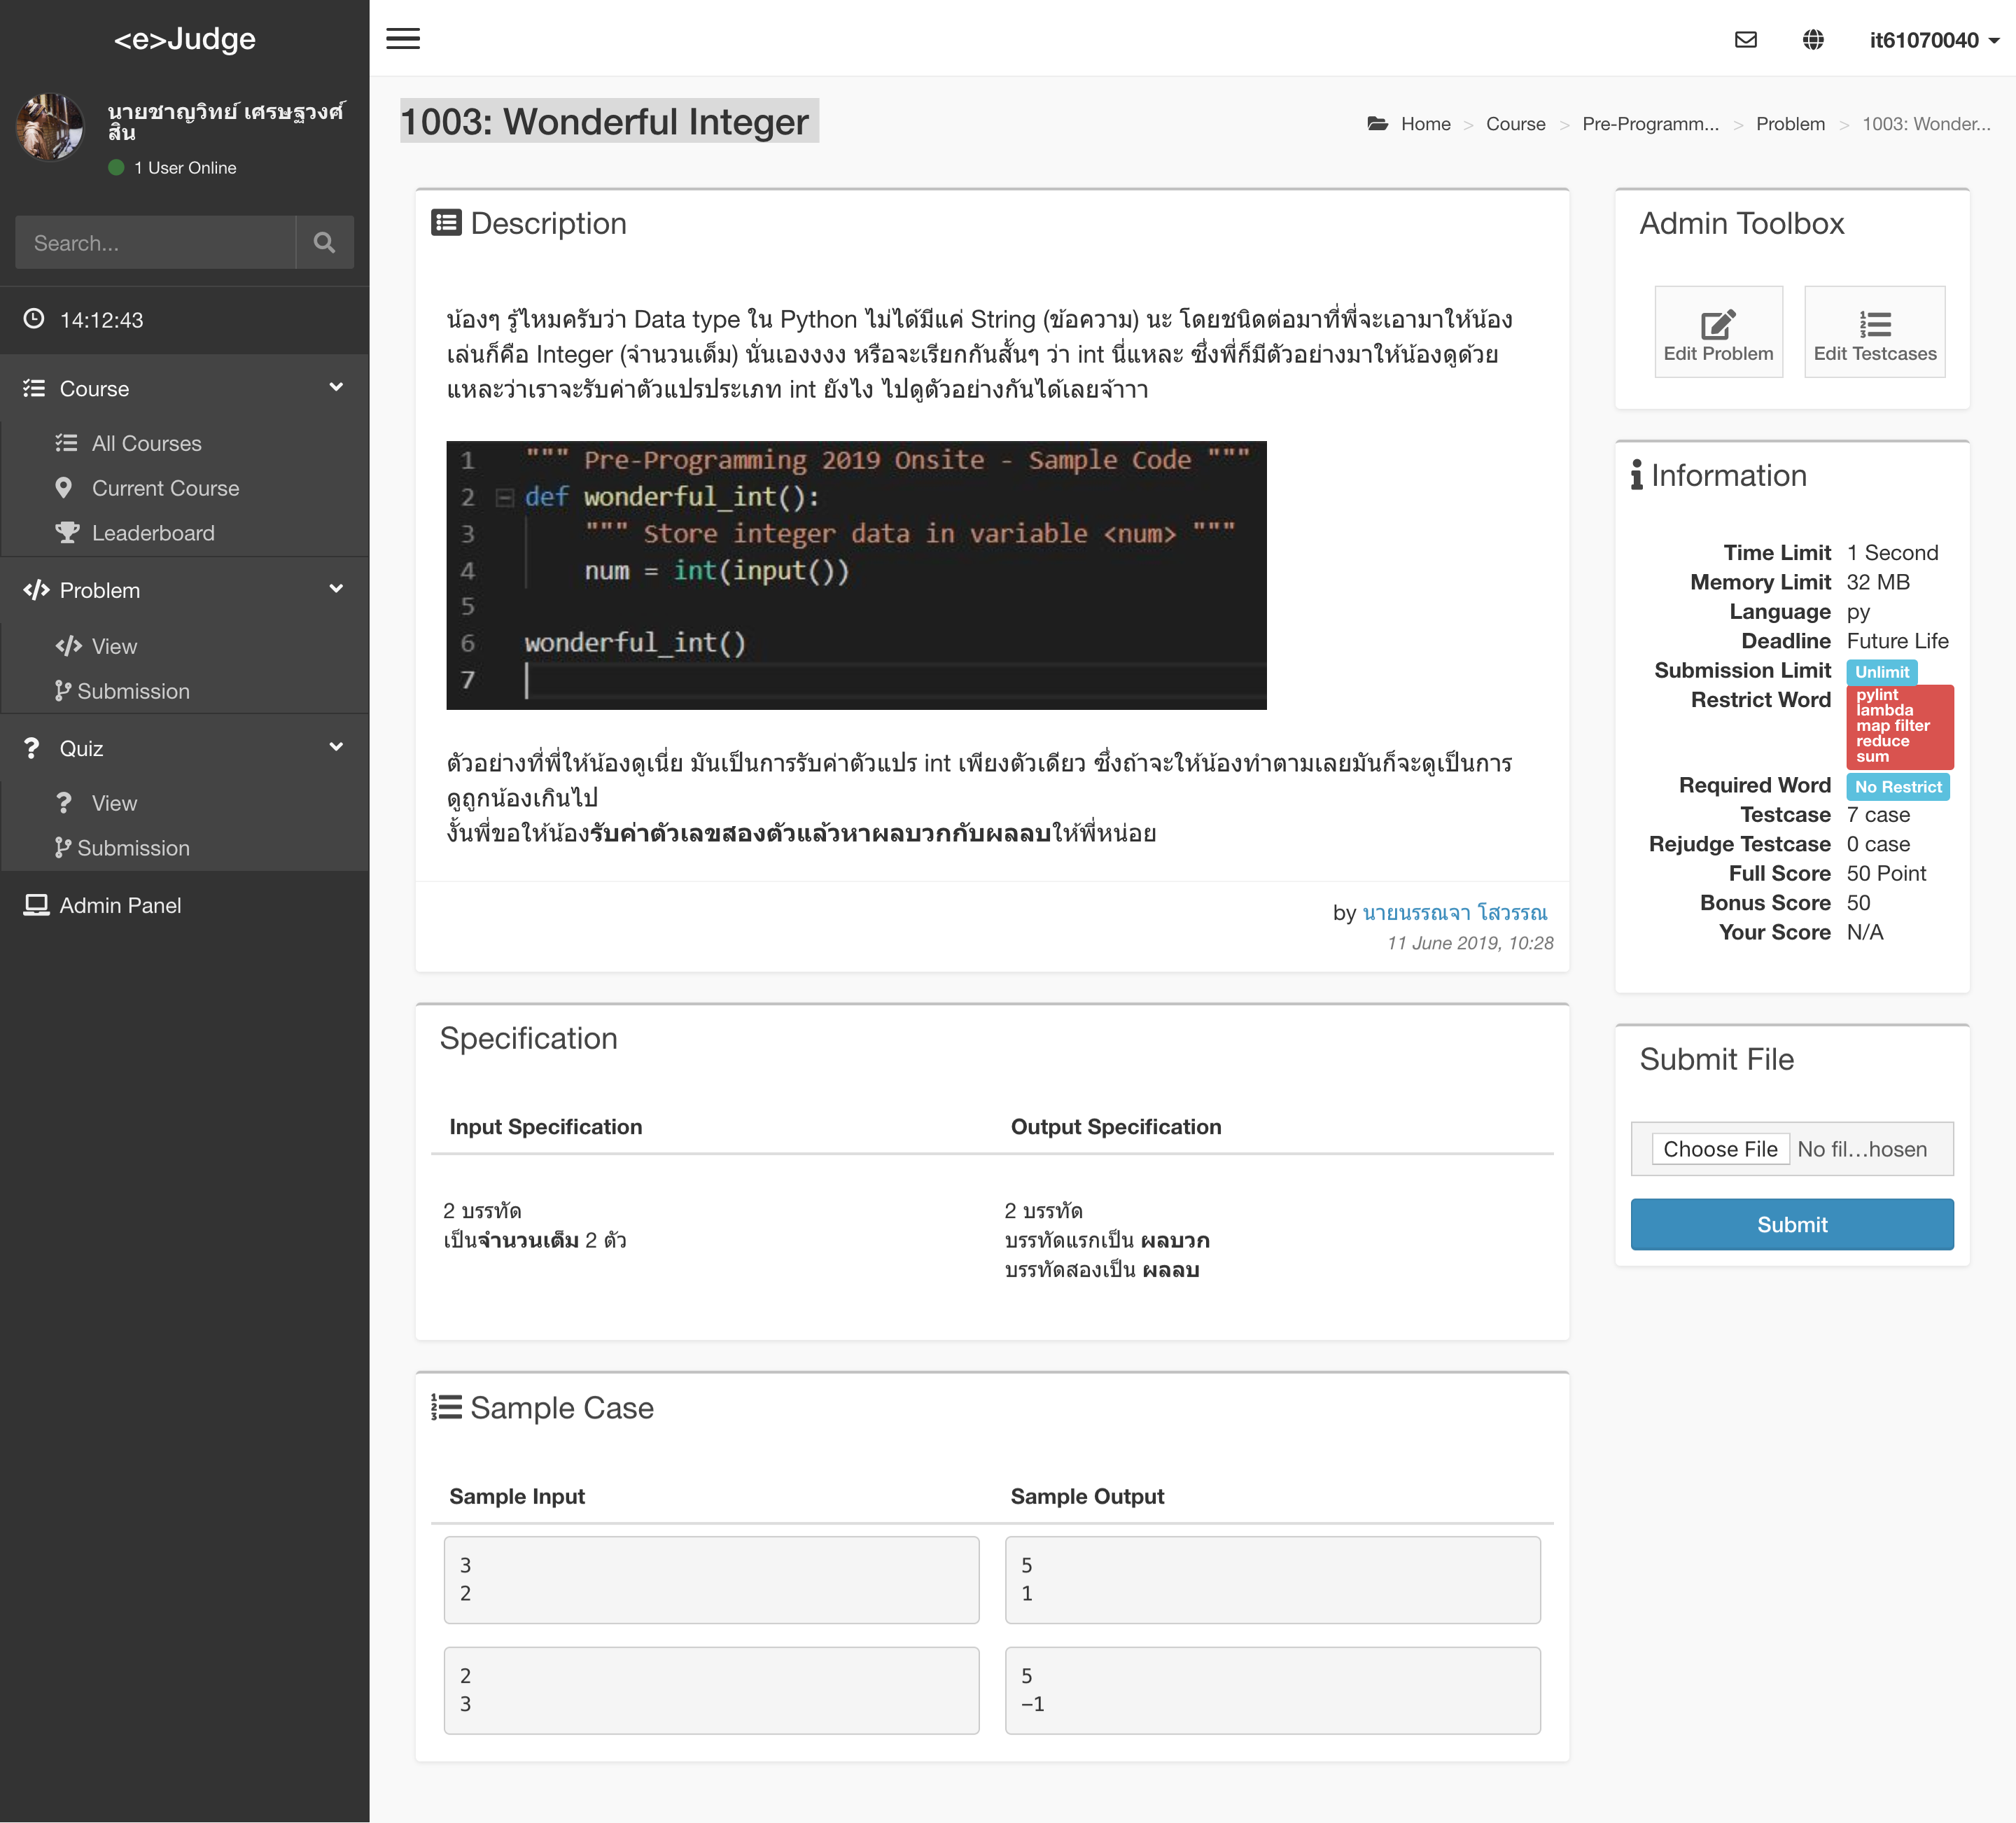 <e>Judge
it61070040
นายชาญวิทย์ เศรษฐวงศ์
สิน
1 User Online
Search...
14:12:43
Course
All Courses
Current Course
Leaderboard
Problem
View
Submission
Quiz
View
Submission
Admin Panel
1003: Wonderful Integer
Home > Course > Pre-Programm... > Problem > 1003: Wonder...
Description
น้องๆ รู้ไหมครับว่า Data type ใน Python ไม่ได้มีแค่ String (ข้อความ) นะ โดยชนิดต่อมาที่พี่จะเอามาให้น้อง
เล่นก็คือ Integer (จำนวนเต็ม) นั่นเองงงง หรือจะเรียกกันสั้นๆ ว่า int นี่แหละ ซึ่งพี่ก็มีตัวอย่างมาให้น้องดูด้วย
แหละว่าเราจะรับค่าตัวแปรประเภท int ยังไง ไปดูตัวอย่างกันได้เลยจ้าาา
1 """ Pre-Programming 2019 Onsite - Sample Code """
2 def wonderful_int():
3 """ Store integer data in variable <num> """
4 num = int(input())
5
6 wonderful_int()
7
ตัวอย่างที่พี่ให้น้องดูเนี่ย มันเป็นการรับค่าตัวแปร int เพียงตัวเดียว ซึ่งถ้าจะให้น้องทำตามเลยมันก็จะดูเป็นการ
ดูถูกน้องเกินไป
งั้นพี่ขอให้น้องรับค่าตัวเลขสองตัวแล้วหาผลบวกกับผลลบให้พี่หน่อย
by นายนรรณจา โสวรรณ
11 June 2019, 10:28
Specification
Input Specification
Output Specification
2 บรรทัด
เป็นจำนวนเต็ม 2 ตัว
2 บรรทัด
บรรทัดแรกเป็น ผลบวก
บรรทัดสองเป็น ผลลบ
Sample Case
Sample Input
Sample Output
3
2
5
1
2
3
5
-1
Admin Toolbox
Edit Problem
Edit Testcases
Information
Time Limit 1 Second
Memory Limit 32 MB
Language py
Deadline Future Life
Submission Limit Unlimit
Restrict Word pylint
lambda
map filter
reduce
sum
Required Word No Restrict
Testcase 7 case
Rejudge Testcase 0 case
Full Score 50 Point
Bonus Score 50
Your Score N/A
Submit File
Choose File No fil...hosen
Submit